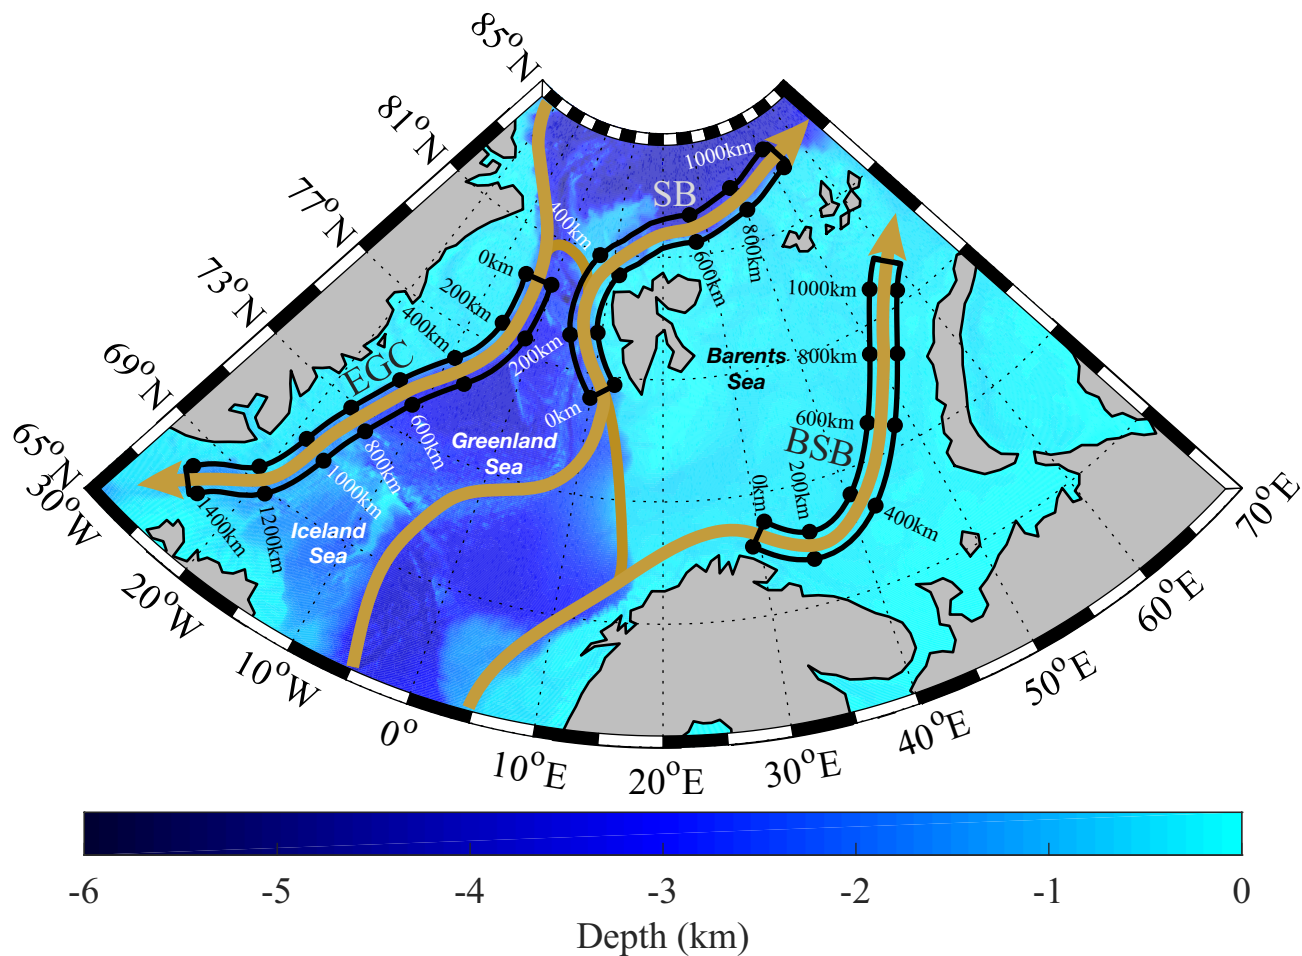 85°N
81°N
77°N
73°N
69°N
65°N
30°W
20°W
10°W
0°
10°E
20°E
30°E
40°E
50°E
60°E
70°E
SB
400km
1000km
800km
600km
200km
0km
EGC
0km
200km
400km
600km
800km
1000km
1200km
1400km
Greenland
Sea
Iceland
Sea
Barents
Sea
BSB
1000km
800km
600km
400km
200km
0km
-6
-5
-4
-3
-2
-1
0
Depth (km)